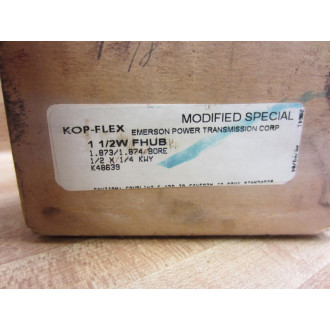 MODIFIED SPECIAL
KOP-FLEX EMERSON POWER TRANSMISSION CORP
1 1/2W FHUB
1.873/1.874 BORE
1/2 X 1/4 KWY
K48639